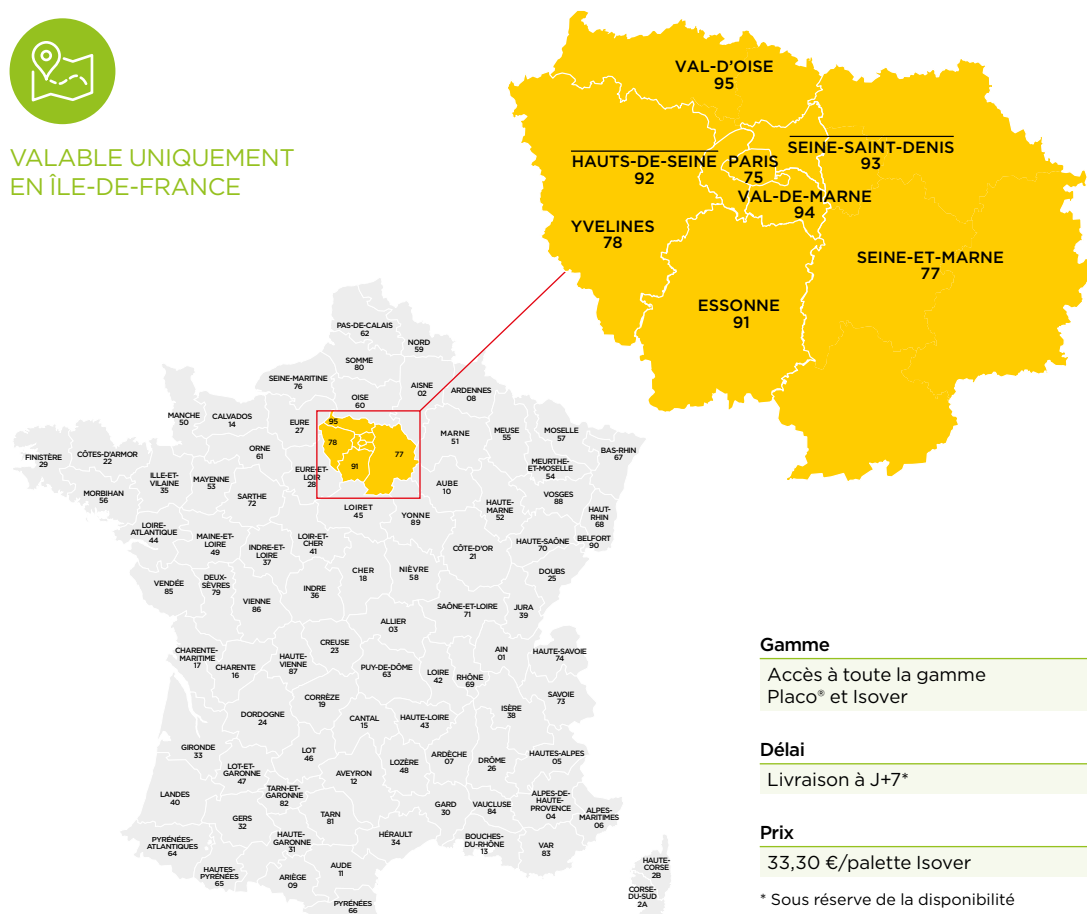 VALABLE UNIQUEMENT
EN ÎLE-DE-FRANCE
VAL-D'OISE
95
HAUTS-DE-SEINE
92
PARIS
75
SEINE-SAINT-DENIS
93
VAL-DE-MARNE
94
YVELINES
78
SEINE-ET-MARNE
77
ESSONNE
91
PAS-DE-CALAIS
62
NORD
59
SOMME
80
SEINE-MARITINE
76
AISNE
02
ARDENNES
08
OISE
60
MANCHE
50
CALVADOS
14
EURE
27
95
78
91
77
MARNE
51
MEUSE
55
MOSELLE
57
BAS-RHIN
67
ORNE
61
FINISTÈRE
29
CÔTES-D'ARMOR
22
ILLE-ET-
VILAINE
35
MAYENNE
53
EURE-ET-
LOIR
28
MEURTHE-
ET-MOSELLE
54
MORBIHAN
56
SARTHE
72
AUBE
10
VOSGES
88
HAUTE-
MARNE
52
HAUT-
RHIN
68
LOIRET
45
YONNE
89
LOIRE-
ATLANTIQUE
44
MAINE-ET-
LOIRE
49
INDRE-ET-
LOIRE
37
LOIR-ET-
CHER
41
CÔTE-D'OR
21
HAUTE-SAÔNE
70
BELFORT
90
CHER
18
NIÈVRE
58
DOUBS
25
VENDÉE
85
DEUX-
SÈVRES
79
VIENNE
86
INDRE
36
SAÔNE-ET-LOIRE
71
JURA
39
ALLIER
03
CHARENTE-
MARITIME
17
CHARENTE
16
HAUTE-
VIENNE
87
CREUSE
23
PUY-DE-DÔME
63
LOIRE
42
RHÔNE
69
AIN
01
HAUTE-SAVOIE
74
SAVOIE
73
CORRÈZE
19
DORDOGNE
24
CANTAL
15
HAUTE-LOIRE
43
ISÈRE
38
GIRONDE
33
LOT
46
LOT-ET-
GARONNE
47
AVEYRON
12
LOZÈRE
48
ARDÈCHE
07
DRÔME
26
HAUTES-ALPES
05
LANDES
40
TARN-ET-
GARONNE
82
GERS
32
TARN
81
GARD
30
VAUCLUSE
84
ALPES-DE-
HAUTE-
PROVENCE
04
ALPES-
MARITIMES
06
PYRÉNÉES-
ATLANTIQUES
64
HAUTE-
GARONNE
31
HÉRAULT
34
BOUCHES-
DU-RHÔNE
13
VAR
83
HAUTES-
PYRÉNÉES
65
ARIÈGE
09
AUDE
11
PYRÉNÉES
66
HAUTE-
CORSE
2B
CORSE-
DU-SUD
2A
Gamme
Accès à toute la gamme
Placo® et Isover
Délai
Livraison à J+7*
Prix
33,30 €/palette Isover
* Sous réserve de la disponibilité